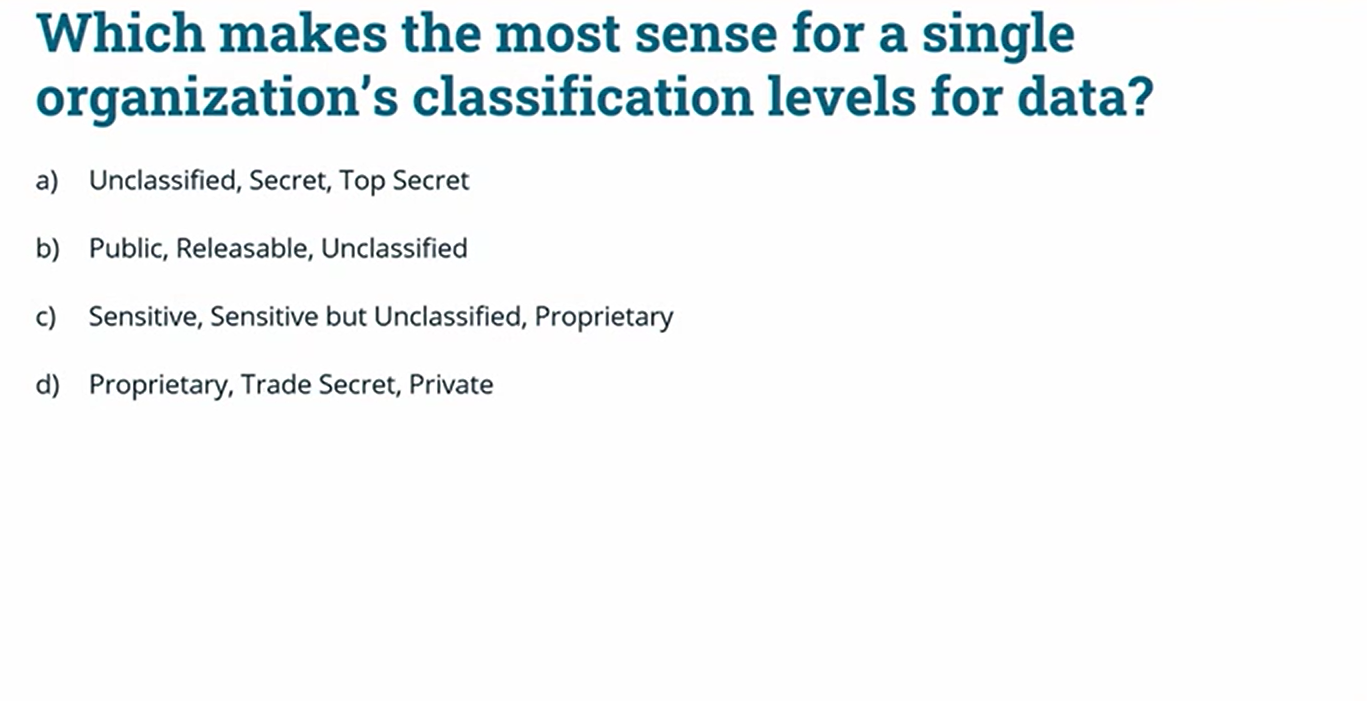 Which makes the most sense for a single
organization’s classification levels for data?
a) Unclassified, Secret, Top Secret
b) Public, Releasable, Unclassified
c) Sensitive, Sensitive but Unclassified, Proprietary
d) Proprietary, Trade Secret, Private